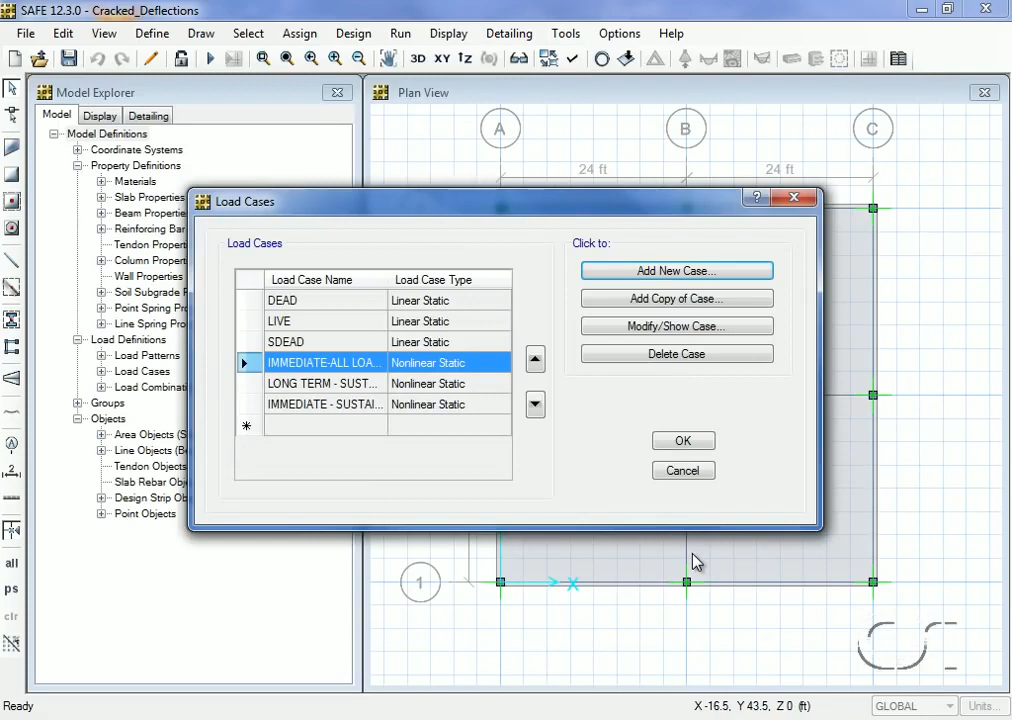 SAFE 12.3.0 - Cracked_Deflections
File Edit View Define Draw Select Assign Design Run Display Detailing Tools Options Help
3D XY
Model Explorer
Model Display Detailing
Model Definitions
Coordinate Systems
Property Definitions
Materials
Slab Properties
Beam Propert
Reinforcing Bar
Tendon Propert
Column Propert
Wall Properties
Soil Subgrade P
Point Spring Pro
Line Spring Pro
Load Definitions
Load Patterns
Load Cases
Load Combinati
Groups
Objects
Area Objects (S
Line Objects (Be
Tendon Objects
Slab Rebar Obje
Design Strip Ob
Point Objects
all
ps
clr
Plan View
A B C
24 ft 24 ft
1
X
Load Cases
Load Cases
Load Case Name Load Case Type
DEAD Linear Static
LIVE Linear Static
SDEAD Linear Static
IMMEDIATE-ALL LOA... Nonlinear Static
LONG TERM - SUST... Nonlinear Static
IMMEDIATE - SUSTAI... Nonlinear Static
Click to:
Add New Case...
Add Copy of Case...
Modify/Show Case...
Delete Case
OK
Cancel
CSI
Ready
X -16.5, Y 43.5, Z 0 (ft)
GLOBAL
Units...